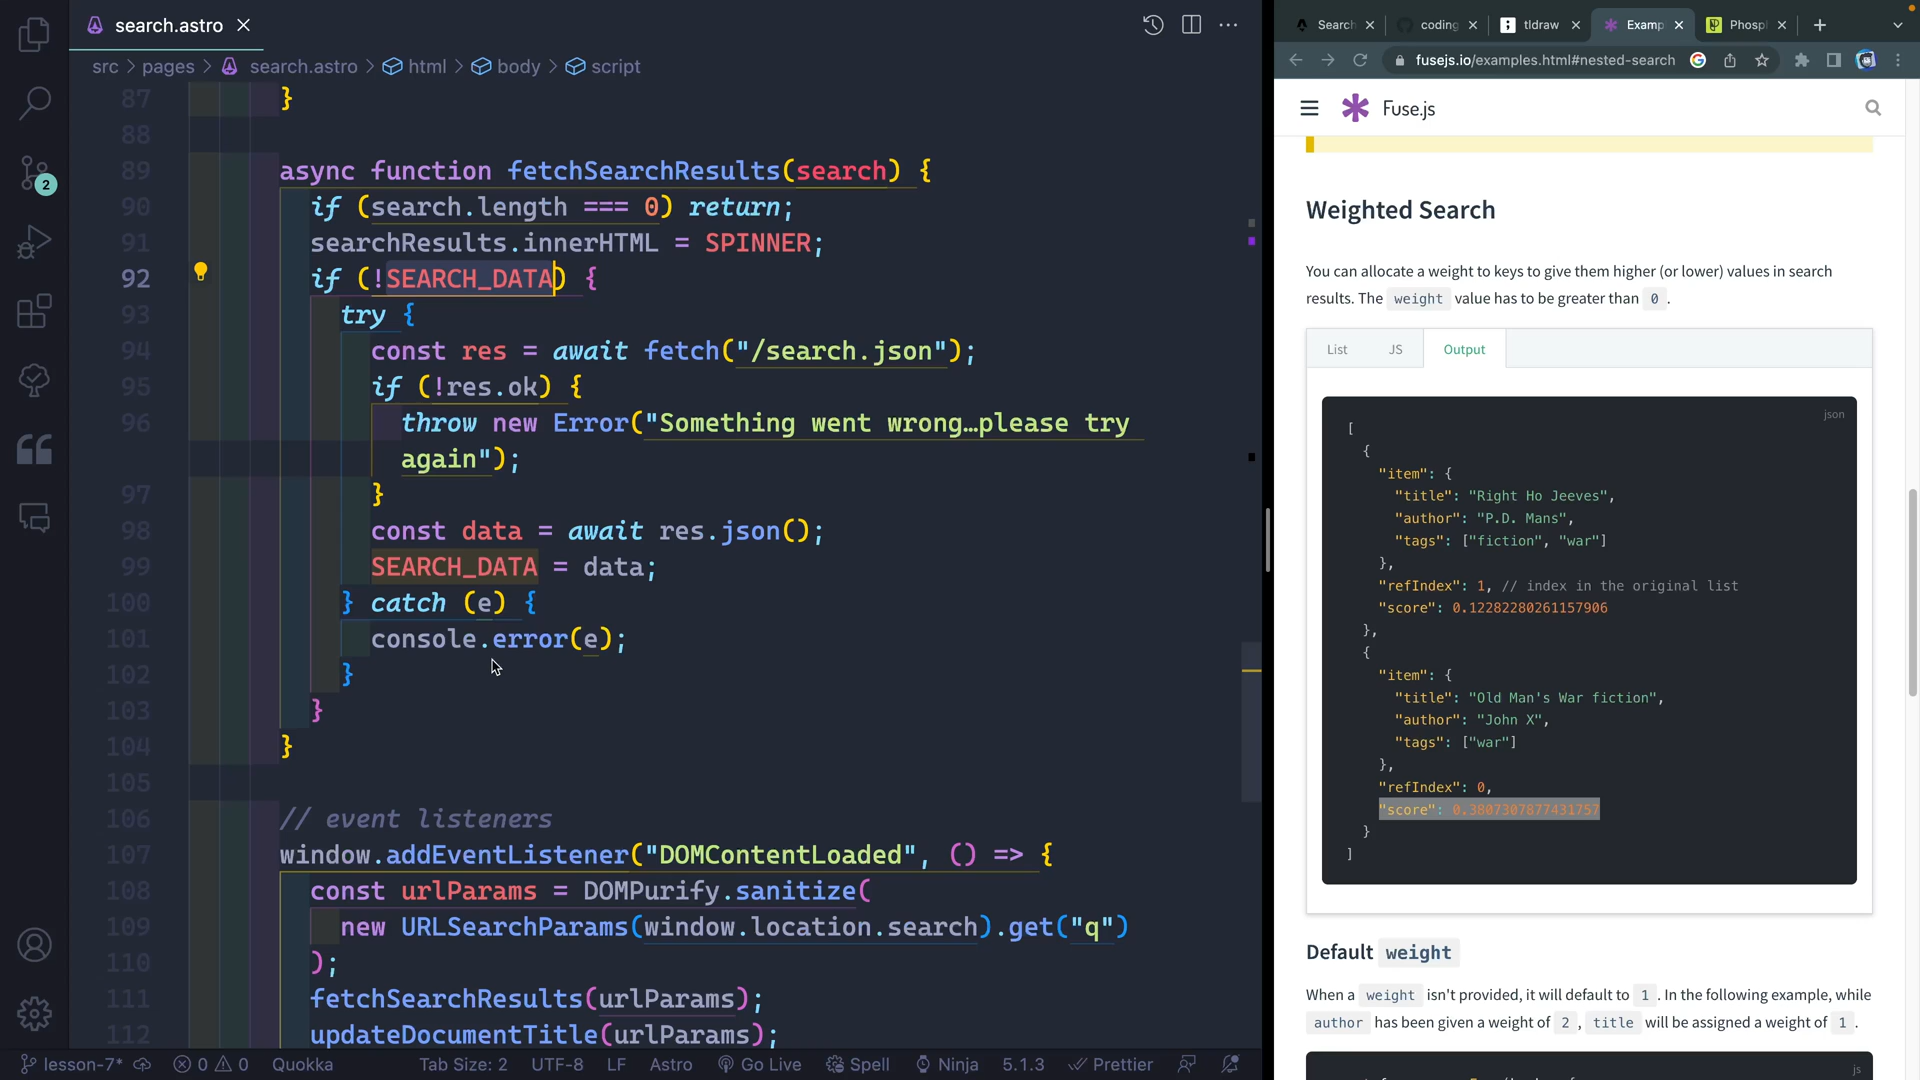 search.astro
src > pages > search.astro > html > body > script
87 }
88
89 async function fetchSearchResults(search) {
90 if (search.length === 0) return;
91 searchResults.innerHTML = SPINNER;
92 if (!SEARCH_DATA) {
93 try {
94 const res = await fetch("/search.json");
95 if (!res.ok) {
96 throw new Error("Something went wrong…please try
again");
97 }
98 const data = await res.json();
99 SEARCH_DATA = data;
100 } catch (e) {
101 console.error(e);
102 }
103 }
104 }
105
106 // event listeners
107 window.addEventListener("DOMContentLoaded", () => {
108 const urlParams = DOMPurify.sanitize(
109 new URLSearchParams(window.location.search).get("q")
110 );
111 fetchSearchResults(urlParams);
112 updateDocumentTitle(urlParams);
2
lesson-7* 0 0 Quokka Tab Size: 2 UTF-8 LF Astro Go Live Spell Ninja 5.1.3 Prettier
Search coding tldraw Examp Phosp
fusejs.io/examples.html#nested-search
Fuse.js
Weighted Search
You can allocate a weight to keys to give them higher (or lower) values in search
results. The weight value has to be greater than 0 .
List JS Output
json
[
{
"item": {
"title": "Right Ho Jeeves",
"author": "P.D. Mans",
"tags": ["fiction", "war"]
},
"refIndex": 1, // index in the original list
"score": 0.12282280261157906
},
{
"item": {
"title": "Old Man's War fiction",
"author": "John X",
"tags": ["war"]
},
"refIndex": 0,
"score": 0.3807307877431757
}
]
Default weight
When a weight isn't provided, it will default to 1 . In the following example, while
author has been given a weight of 2 , title will be assigned a weight of 1 .
js